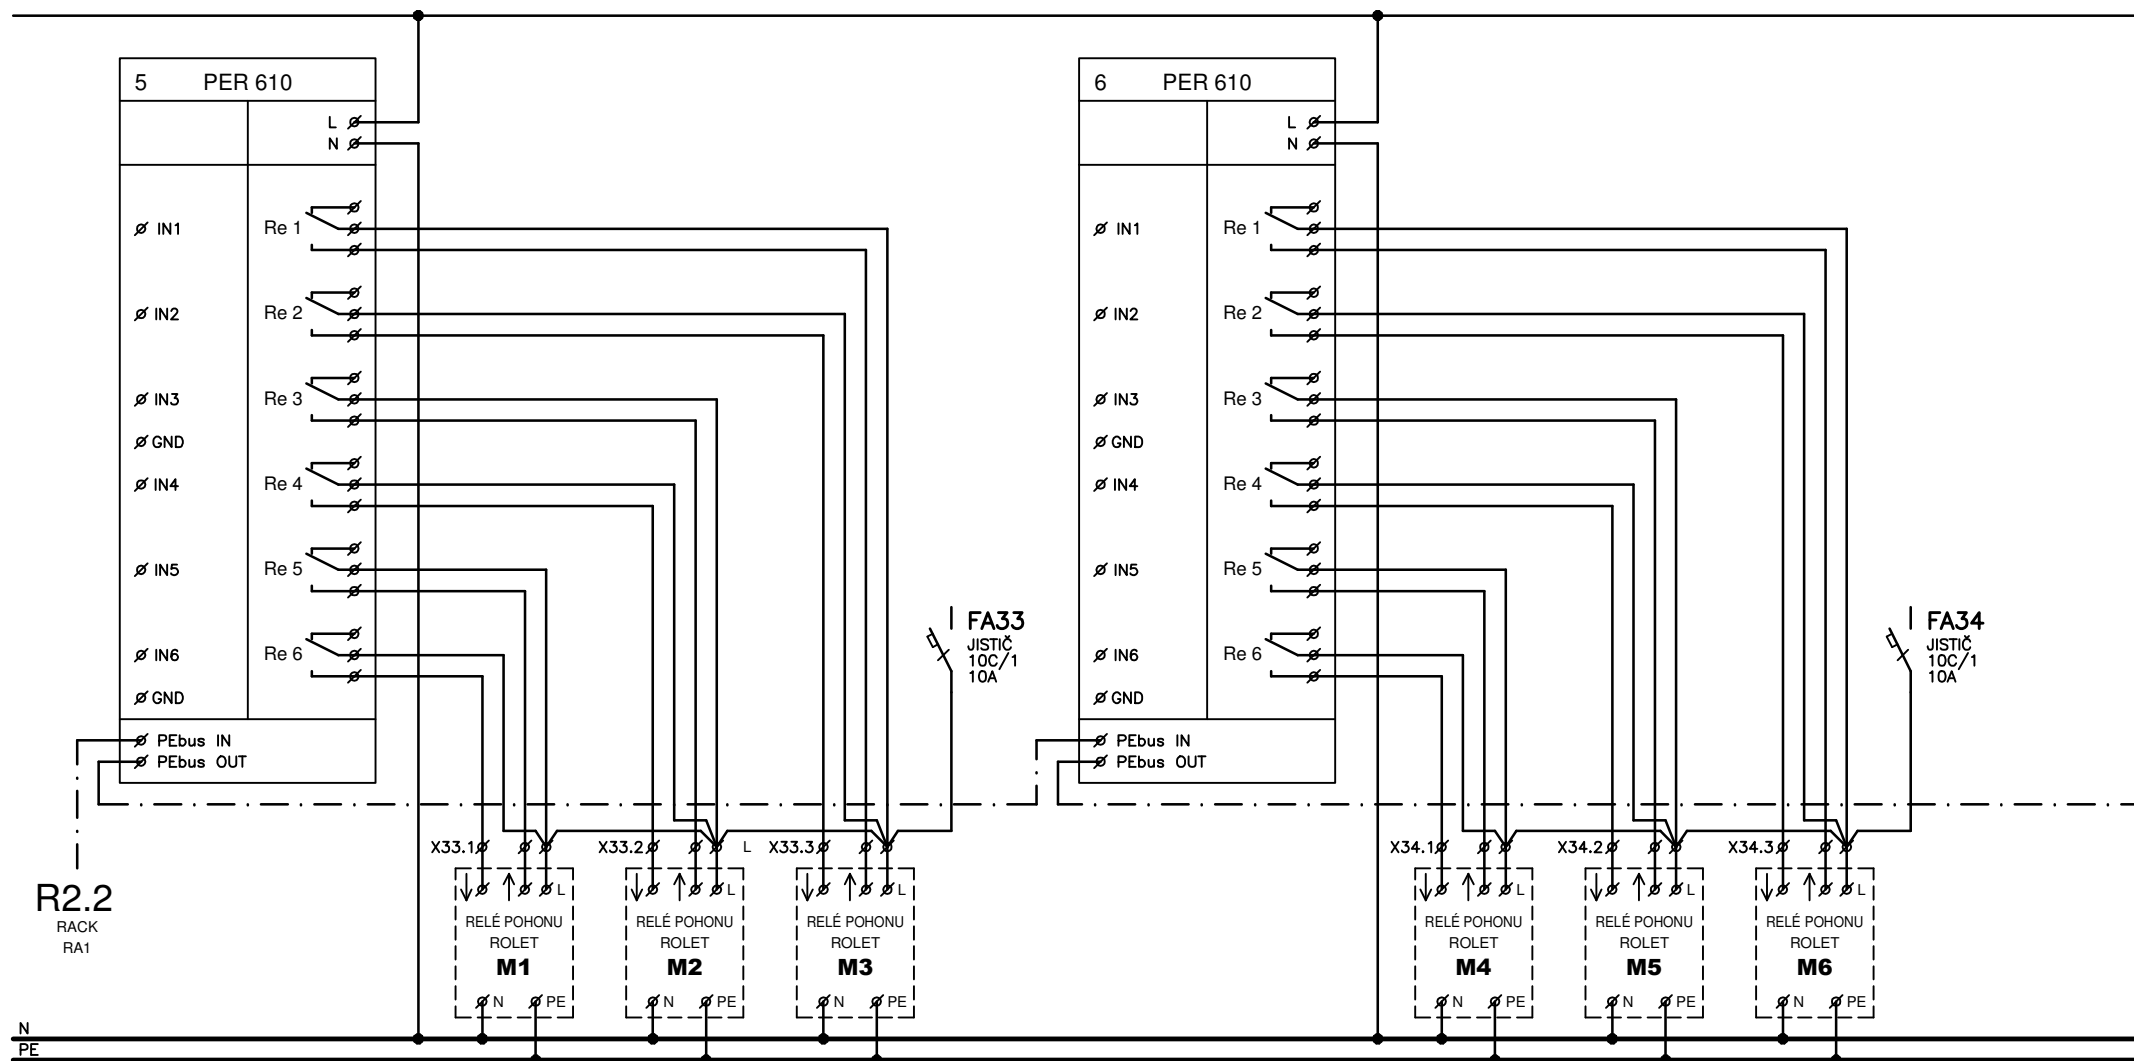 5 PER 610
L
N
IN1 Re 1
IN2 Re 2
IN3 Re 3
GND
IN4 Re 4
IN5 Re 5
IN6 Re 6
GND
PEbus IN
PEbus OUT
R2.2
RACK
RA1
FA33
JISTIČ
10C/1
10A
X33.1 X33.2 L X33.3
L
RELÉ POHONU
ROLET
M1
N PE
L
RELÉ POHONU
ROLET
M2
N PE
L
RELÉ POHONU
ROLET
M3
N PE
6 PER 610
L
N
IN1 Re 1
IN2 Re 2
IN3 Re 3
GND
IN4 Re 4
IN5 Re 5
IN6 Re 6
GND
PEbus IN
PEbus OUT
FA34
JISTIČ
10C/1
10A
X34.1 X34.2 X34.3
L
RELÉ POHONU
ROLET
M4
N PE
L
RELÉ POHONU
ROLET
M5
N PE
L
RELÉ POHONU
ROLET
M6
N PE
N
PE